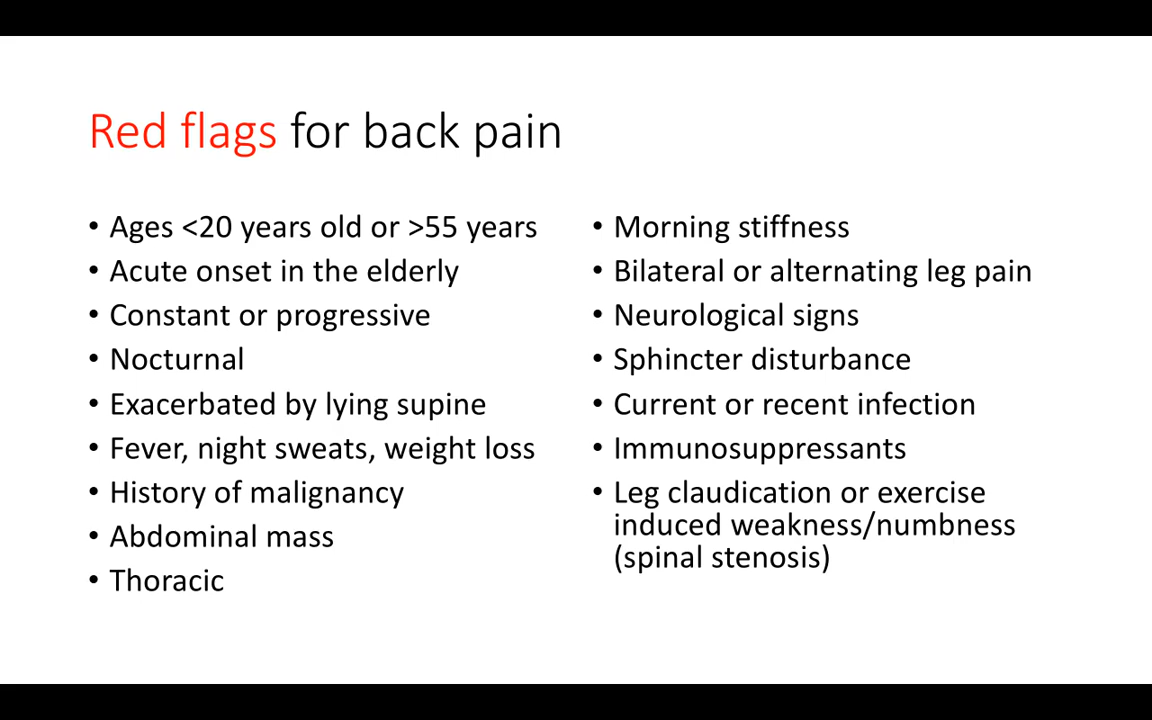 Red flags for back pain
• Ages <20 years old or >55 years
• Acute onset in the elderly
• Constant or progressive
• Nocturnal
• Exacerbated by lying supine
• Fever, night sweats, weight loss
• History of malignancy
• Abdominal mass
• Thoracic
• Morning stiffness
• Bilateral or alternating leg pain
• Neurological signs
• Sphincter disturbance
• Current or recent infection
• Immunosuppressants
• Leg claudication or exercise
induced weakness/numbness
(spinal stenosis)